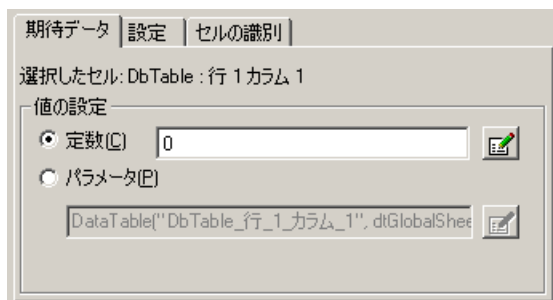 期待データ 設定 セルの識別
選択したセル: DbTable : 行 1 カラム 1
値の設定
定数(C) 0
パラメータ(P)
DataTable("DbTable_行_1_カラム_1", dtGlobalShee